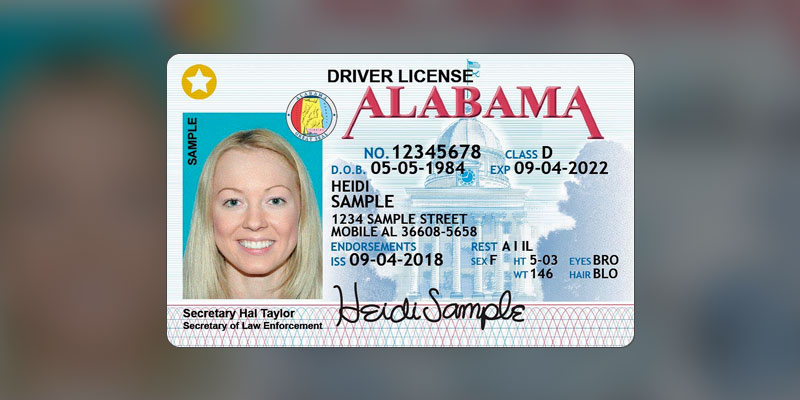 DRIVER LICENSE
ALABAMA
SAMPLE
NO. 12345678 CLASS D
D.O.B. 05-05-1984 EXP 09-04-2022
HEIDI
SAMPLE
1234 SAMPLE STREET
MOBILE AL 36608-5658
ENDORSEMENTS REST A I IL
ISS 09-04-2018 SEX F HT 5-03 EYES BRO
WT 146 HAIR BLO
Secretary Hal Taylor
Secretary of Law Enforcement
Heidi Sample